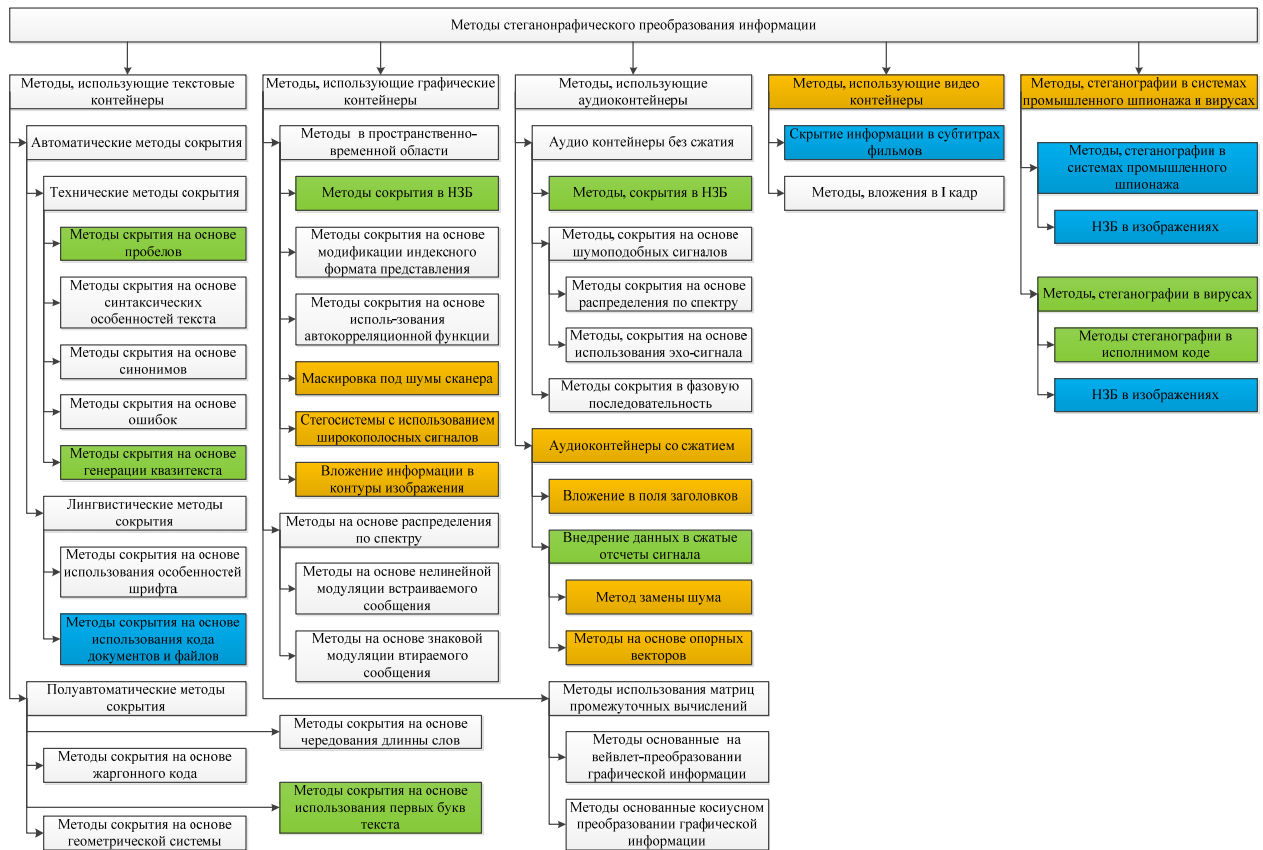 Методы стеганонрафического преобразования информации
Методы, использующие текстовые
контейнеры
Автоматические методы сокрытия
Технические методы сокрытия
Методы скрытия на основе
пробелов
Методы скрытия на основе
синтаксических
особенностей текста
Методы скрытия на основе
синонимов
Методы скрытия на основе
ошибок
Методы скрытия на основе
генерации квазитекста
Лингвистические методы
сокрытия
Методы сокрытия на основе
использования особенностей
шрифта
Методы сокрытия на основе
использования кода
документов и файлов
Полуавтоматические методы
сокрытия
Методы сокрытия на основе
чередования длинны слов
Методы сокрытия на основе
жаргонного кода
Методы сокрытия на основе
использования первых букв
текста
Методы сокрытия на основе
геометрической системы
Методы, использующие графические
контейнеры
Методы в пространственно-
временной области
Методы сокрытия в НЗБ
Методы сокрытия на основе
модификации индексного
формата представления
Методы сокрытия на основе
исполь-зования
автокорреляционной функции
Маскировка под шумы сканера
Стегосистемы с использованием
широкополосных сигналов
Вложение информации в
контуры изображения
Методы на основе распределения
по спектру
Методы на основе нелинейной
модуляции встраиваемого
сообщения
Методы на основе знаковой
модуляции втираемого
сообщения
Методы использования матриц
промежуточных вычислений
Методы основанные на
вейвлет-преобразовании
графической информации
Методы основанные косиусном
преобразовании графической
информации
Методы, использующие
аудиоконтейнеры
Аудио контейнеры без сжатия
Методы, сокрытия в НЗБ
Методы, сокрытия на основе
шумоподобных сигналов
Методы сокрытия на основе
распределения по спектру
Методы, сокрытия на основе
использования эхо-сигнала
Методы сокрытия в фазовую
последовательность
Аудиоконтейнеры со сжатием
Вложение в поля заголовков
Внедрение данных в сжатые
отсчеты сигнала
Метод замены шума
Методы на основе опорных
векторов
Методы, использующие видео
контейнеры
Скрытие информации в субтитрах
фильмов
Методы, вложения в I кадр
Методы, стеганографии в системах
промышленного шпионажа и вирусах
Методы, стеганографии в
системах промышленного
шпионажа
НЗБ в изображениях
Методы, стеганографии в вирусах
Методы стеганографии в
исполнимом коде
НЗБ в изображениях